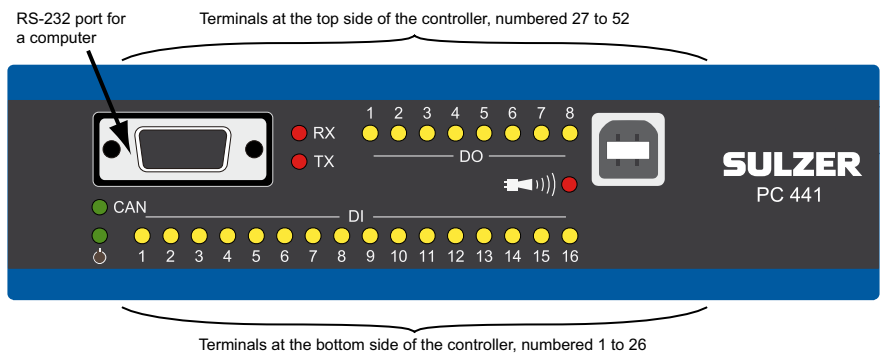 RS-232 port for
a computer
Terminals at the top side of the controller, numbered 27 to 52
1 2 3 4 5 6 7 8
RX
TX
DO
SULZER
PC 441
CAN
DI
1 2 3 4 5 6 7 8 9 10 11 12 13 14 15 16
Terminals at the bottom side of the controller, numbered 1 to 26